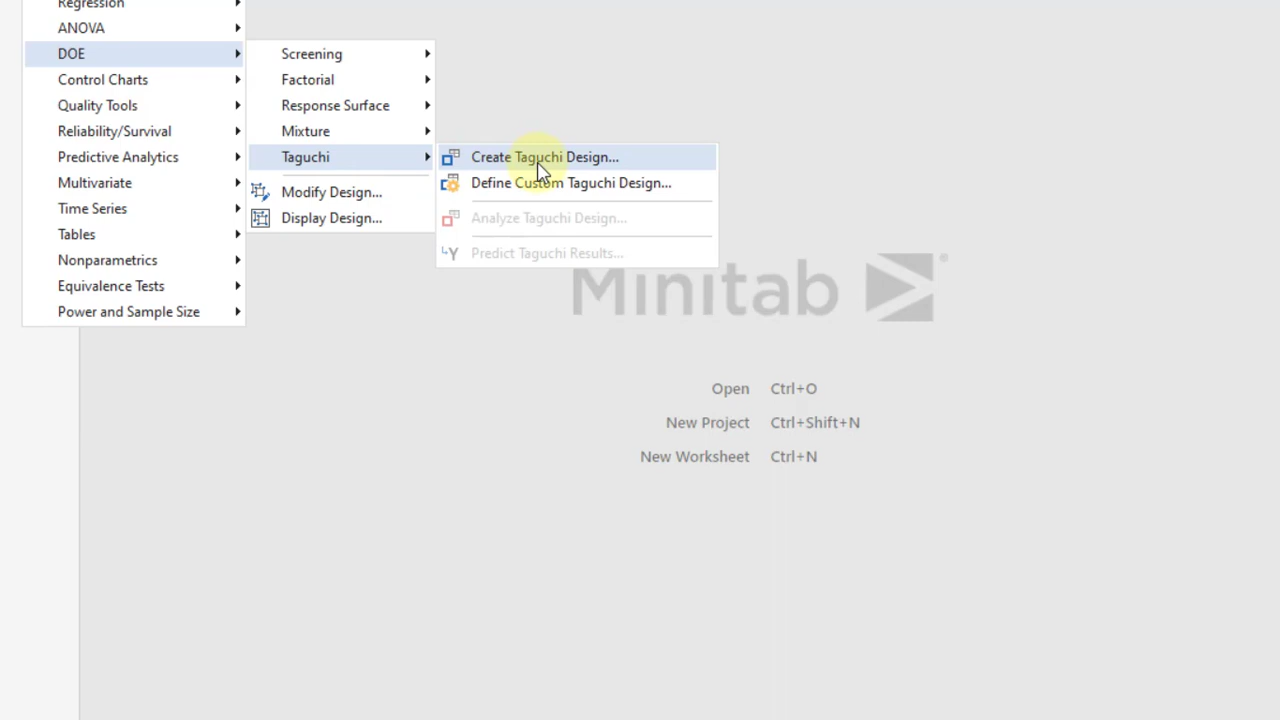 Regression
ANOVA
DOE
Control Charts
Quality Tools
Reliability/Survival
Predictive Analytics
Multivariate
Time Series
Tables
Nonparametrics
Equivalence Tests
Power and Sample Size
Screening
Factorial
Response Surface
Mixture
Taguchi
Modify Design...
Display Design...
Create Taguchi Design...
Define Custom Taguchi Design...
Analyze Taguchi Design...
Predict Taguchi Results...
Minitab
Open Ctrl+O
New Project Ctrl+Shift+N
New Worksheet Ctrl+N